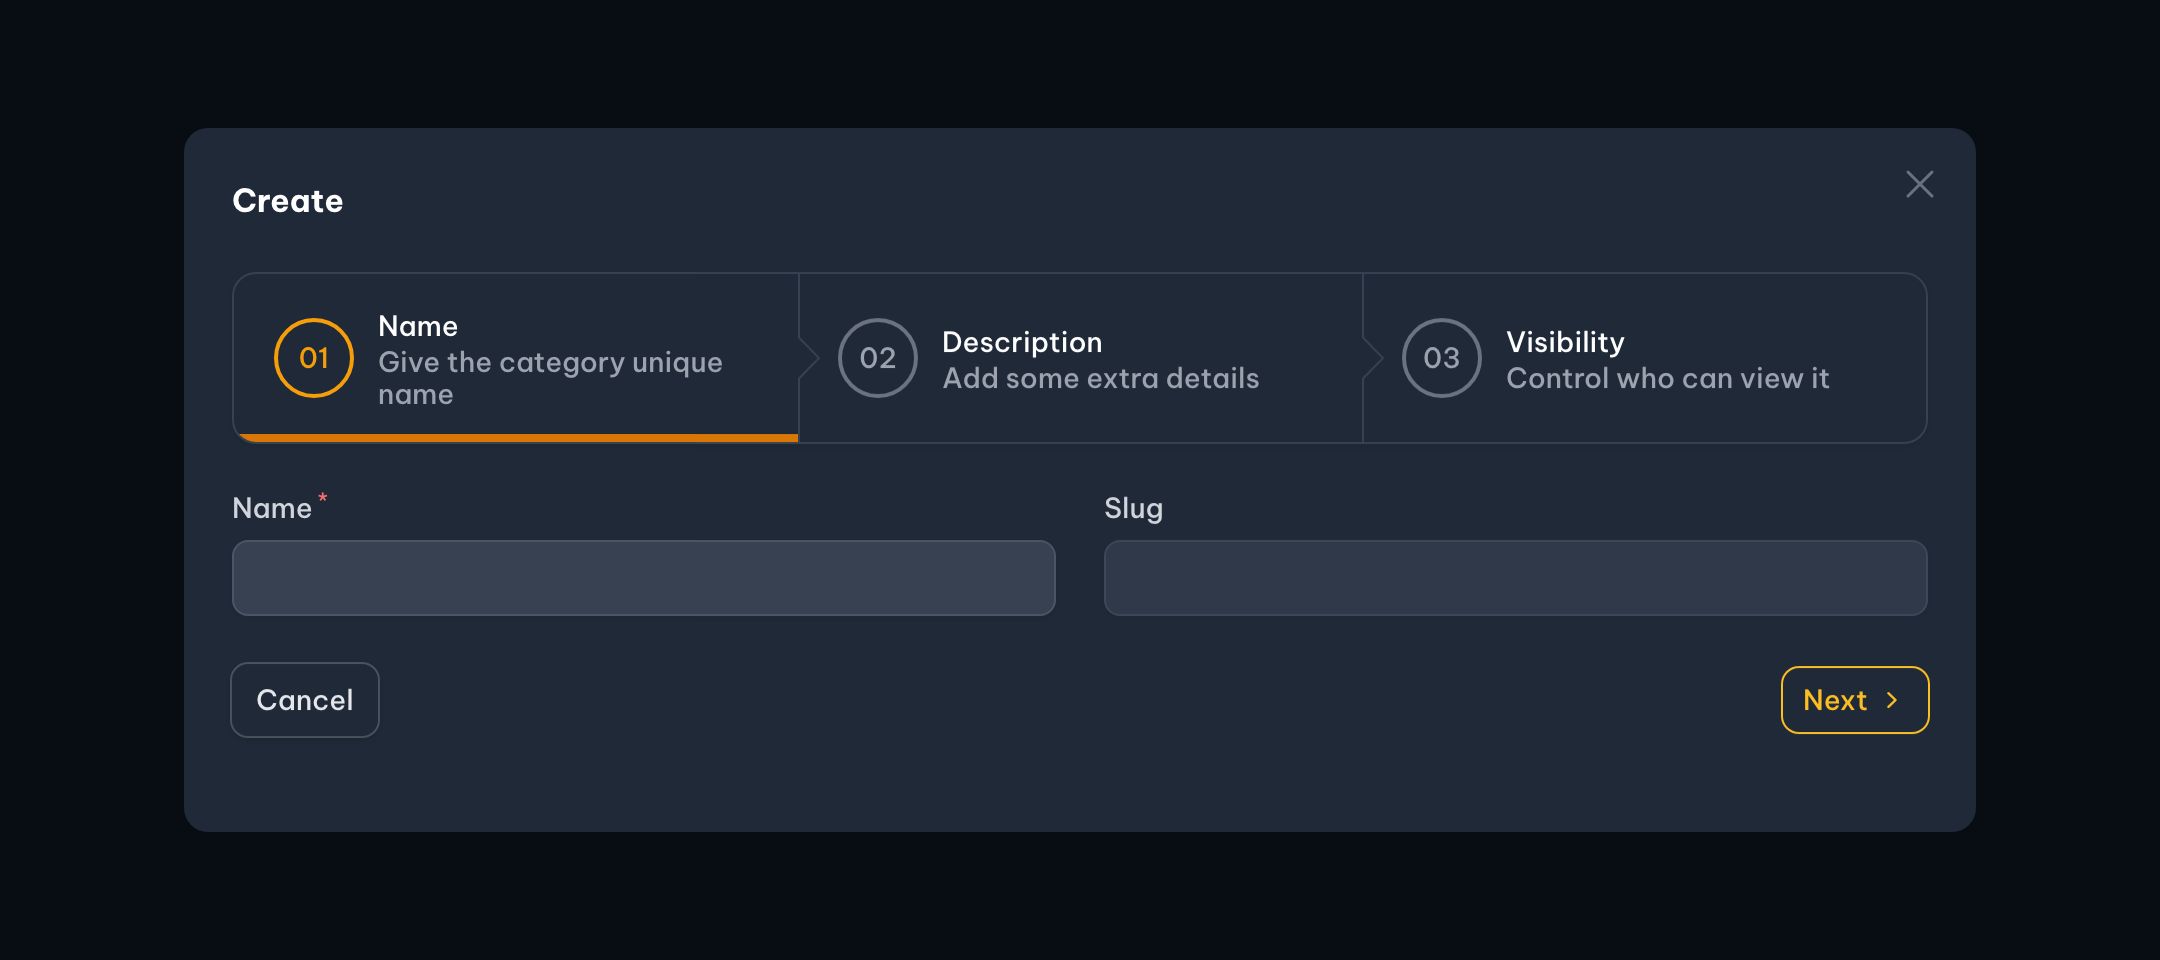 Create
01
Name
Give the category unique
name
02
Description
Add some extra details
03
Visibility
Control who can view it
Name*
Slug
Cancel
Next